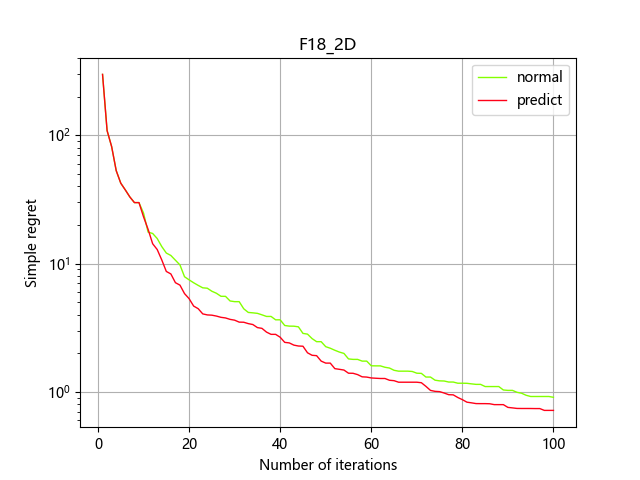 F18_2D
normal
predict
Simple regret
10²
10¹
10⁰
0 20 40 60 80 100
Number of iterations